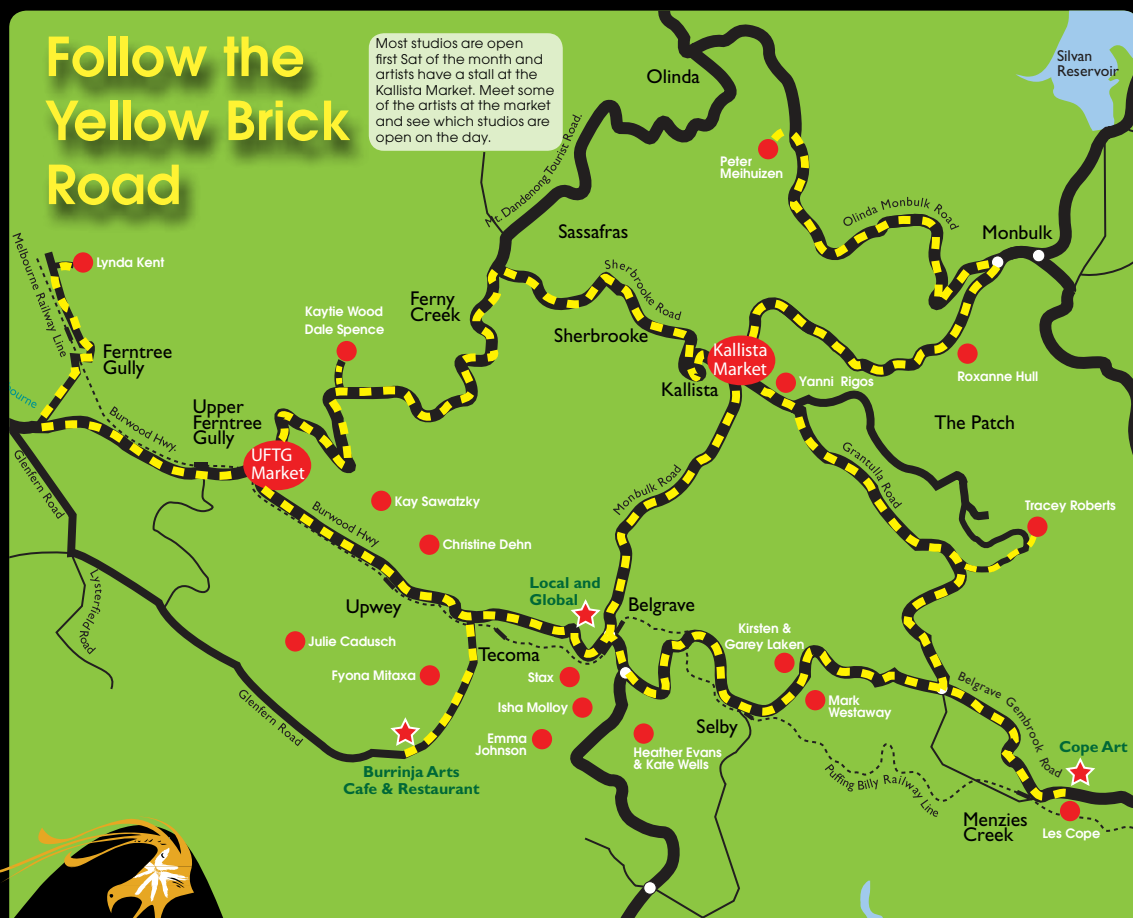 Follow the
Yellow Brick
Road
Most studios are open
first Sat of the month and
artists have a stall at the
Kallista Market. Meet some
of the artists at the market
and see which studios are
open on the day.
Olinda
Silvan
Reservoir
Mt. Dandenong Tourist Road.
Peter
Meihuizen
Olinda Monbulk Road
Monbulk
Sassafras
Sherbrooke Road
Melbourne Railway Line
Lynda Kent
Ferny
Creek
Kaytie Wood
Dale Spence
Sherbrooke
Kallista
Market
Kallista
Yanni Rigos
Roxanne Hull
Ferntree
Gully
ourne
Burwood Hwy.
Upper
Ferntree
Gully
UFTG
Market
The Patch
Glenfern Road
Grantulla Road
Monbulk Road
Kay Sawatzky
Tracey Roberts
Burwood Hwy
Christine Dehn
Lysterfield Road
Upwey
Local and
Global
Belgrave
Kirsten &
Garey Laken
Julie Cadusch
Tecoma
Fyona Mitaxa
Stax
Isha Molloy
Mark
Westaway
Belgrave Gembrook Road
Glenfern Road
Selby
Emma
Johnson
Heather Evans
& Kate Wells
Cope Art
Burrinja Arts
Cafe & Restaurant
Puffing Billy Railway Line
Menzies
Creek
Les Cope